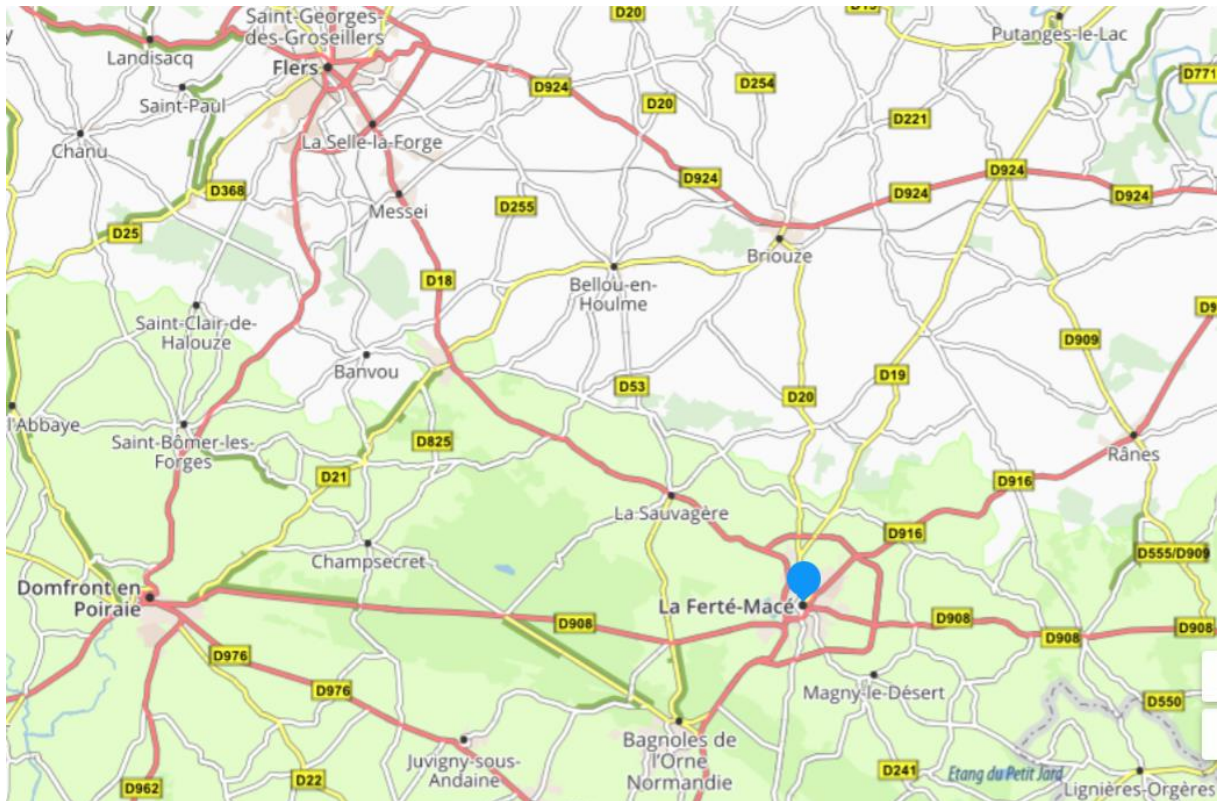 D20
D15
Saint-Georges-
des-Groseillers
Putanges-le-Lac
Landisacq
Flers
D924
D254
D771
Saint-Paul
D20
D221
La Selle-la-Forge
Chanu
D924
D924
D924
D924
D368
D255
Messei
D25
Briouze
D18
Bellou-en-
Houlme
Saint-Clair-de-
Halouze
D909
Banvou
D53
D19
D20
l'Abbaye
D825
Saint-Bômer-les-
Forges
Rânes
D21
D916
La Sauvagère
D916
D555/D909
Champsecret
Domfront en
Poiraie
La Ferté-Macé
D908
D908
D908
D908
D976
D976
Magny-le-Désert
D550
Bagnoles de
l'Orne
Normandie
Juvigny-sous-
Andaine
D962
D22
D241
Etang du Petit Jard
Lignières-Orgères